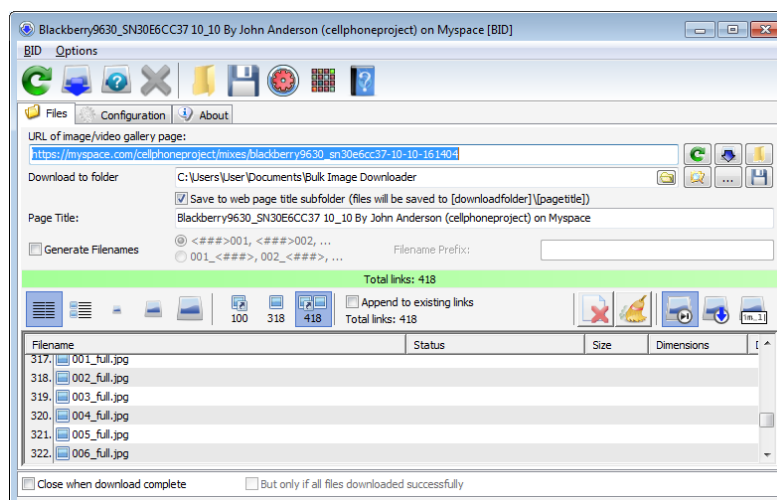 Blackberry9630_SN30E6CC37 10_10 By John Anderson (cellphoneproject) on Myspace [BID]
BID Options
Files Configuration About
URL of image/video gallery page:
https://myspace.com/cellphoneproject/mixes/blackberry9630_sn30e6cc37-10-10-161404
Download to folder C:\Users\User\Documents\Bulk Image Downloader ...
Save to web page title subfolder (files will be saved to [downloadfolder]\[pagetitle])
Page Title: Blackberry9630_SN30E6CC37 10_10 By John Anderson (cellphoneproject) on Myspace
Generate Filenames <###>001, <###>002, ... Filename Prefix:
001_<###>, 002_<###>, ...
Total links: 418
100 318 418 Append to existing links
Total links: 418
Filename Status Size Dimensions
317. 001_full.jpg
318. 002_full.jpg
319. 003_full.jpg
320. 004_full.jpg
321. 005_full.jpg
322. 006_full.jpg
Close when download complete But only if all files downloaded successfully